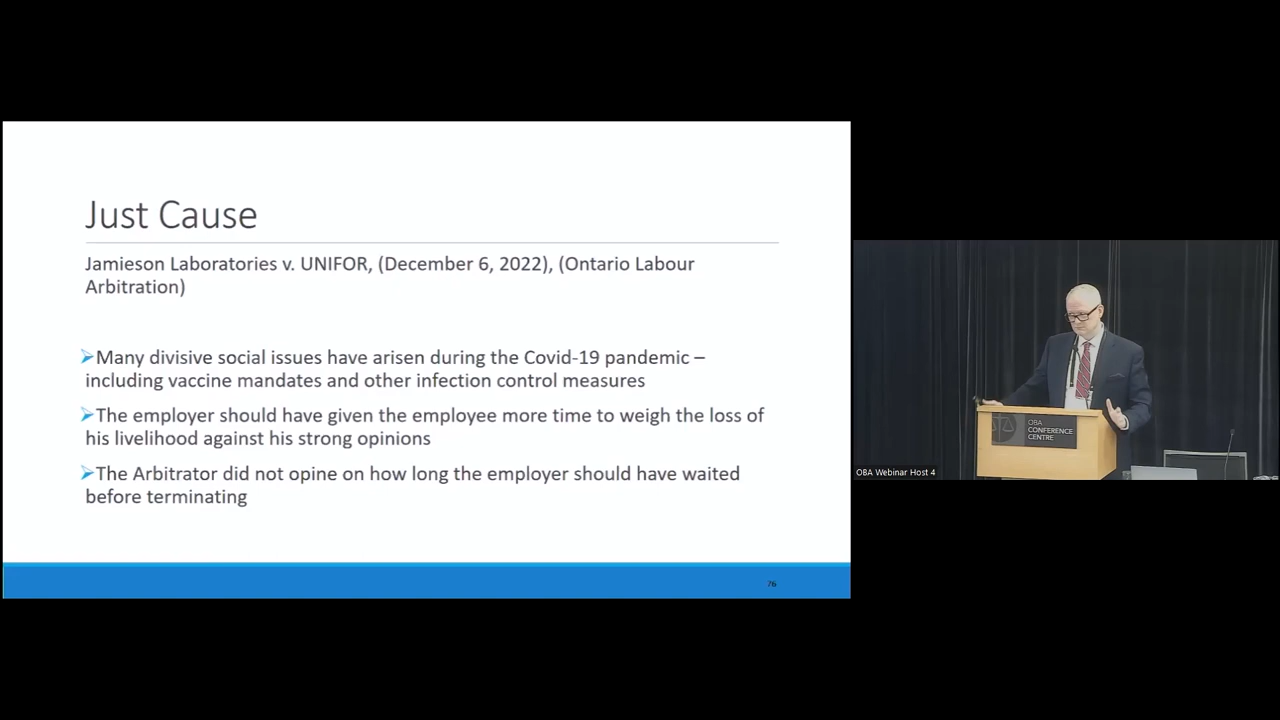 Just Cause
Jamieson Laboratories v. UNIFOR, (December 6, 2022), (Ontario Labour
Arbitration)
➢Many divisive social issues have arisen during the Covid-19 pandemic –
including vaccine mandates and other infection control measures
➢The employer should have given the employee more time to weigh the loss of
his livelihood against his strong opinions
➢The Arbitrator did not opine on how long the employer should have waited
before terminating
76
OBA
CONFERENCE
CENTRE
OBA Webinar Host 4